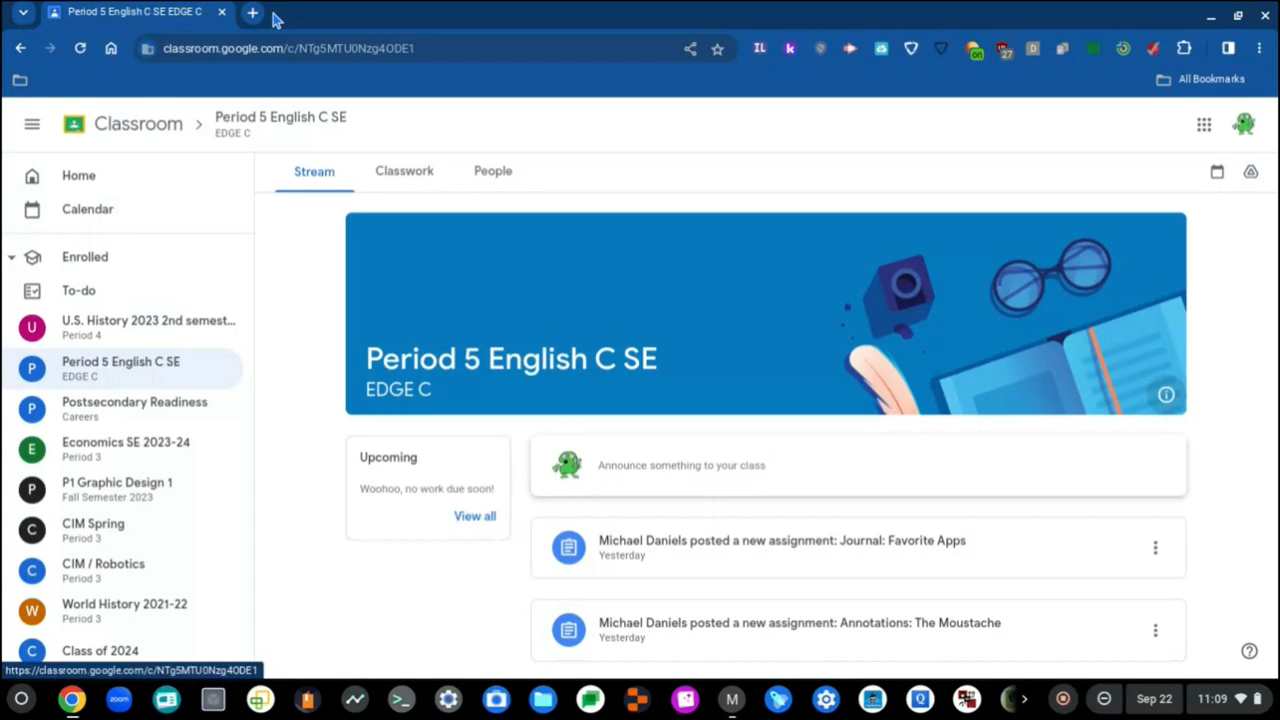 Period 5 English C SE EDGE C
classroom.google.com/c/NTg5MTU0Nzg4ODE1
IL
k
on
27
D
All Bookmarks
Classroom
Period 5 English C SE
EDGE C
Home
Stream
Classwork
People
Calendar
Enrolled
To-do
U
U.S. History 2023 2nd semest...
Period 4
P
Period 5 English C SE
EDGE C
P
Postsecondary Readiness
Careers
E
Economics SE 2023-24
Period 3
P
P1 Graphic Design 1
Fall Semester 2023
C
CIM Spring
Period 3
C
CIM / Robotics
Period 3
W
World History 2021-22
Period 3
C
Class of 2024
Period 5 English C SE
EDGE C
Upcoming
Woohoo, no work due soon!
View all
Announce something to your class
Michael Daniels posted a new assignment: Journal: Favorite Apps
Yesterday
Michael Daniels posted a new assignment: Annotations: The Moustache
Yesterday
https://classroom.google.com/c/NTg5MTU0Nzg4ODE1
zoom
M
Q
Sep 22
11:09